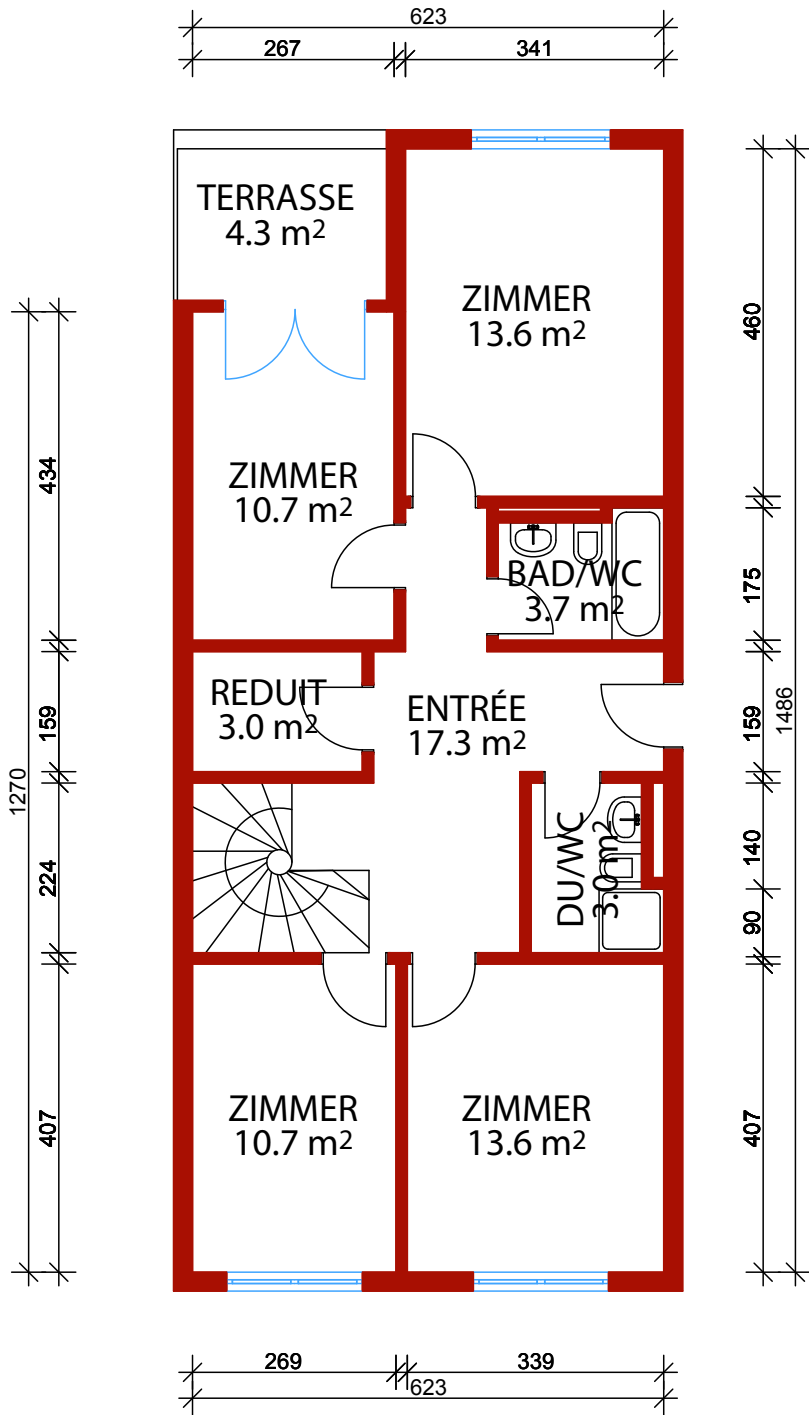 623
267
341
TERRASSE
4.3 m²
ZIMMER
13.6 m²
460
434
ZIMMER
10.7 m²
BAD/WC
3.7 m²
175
REDUIT
3.0 m²
ENTRÉE
17.3 m²
159
159
1486
1270
DU/WC
3.0 m²
140
224
90
ZIMMER
10.7 m²
ZIMMER
13.6 m²
407
407
269
339
623